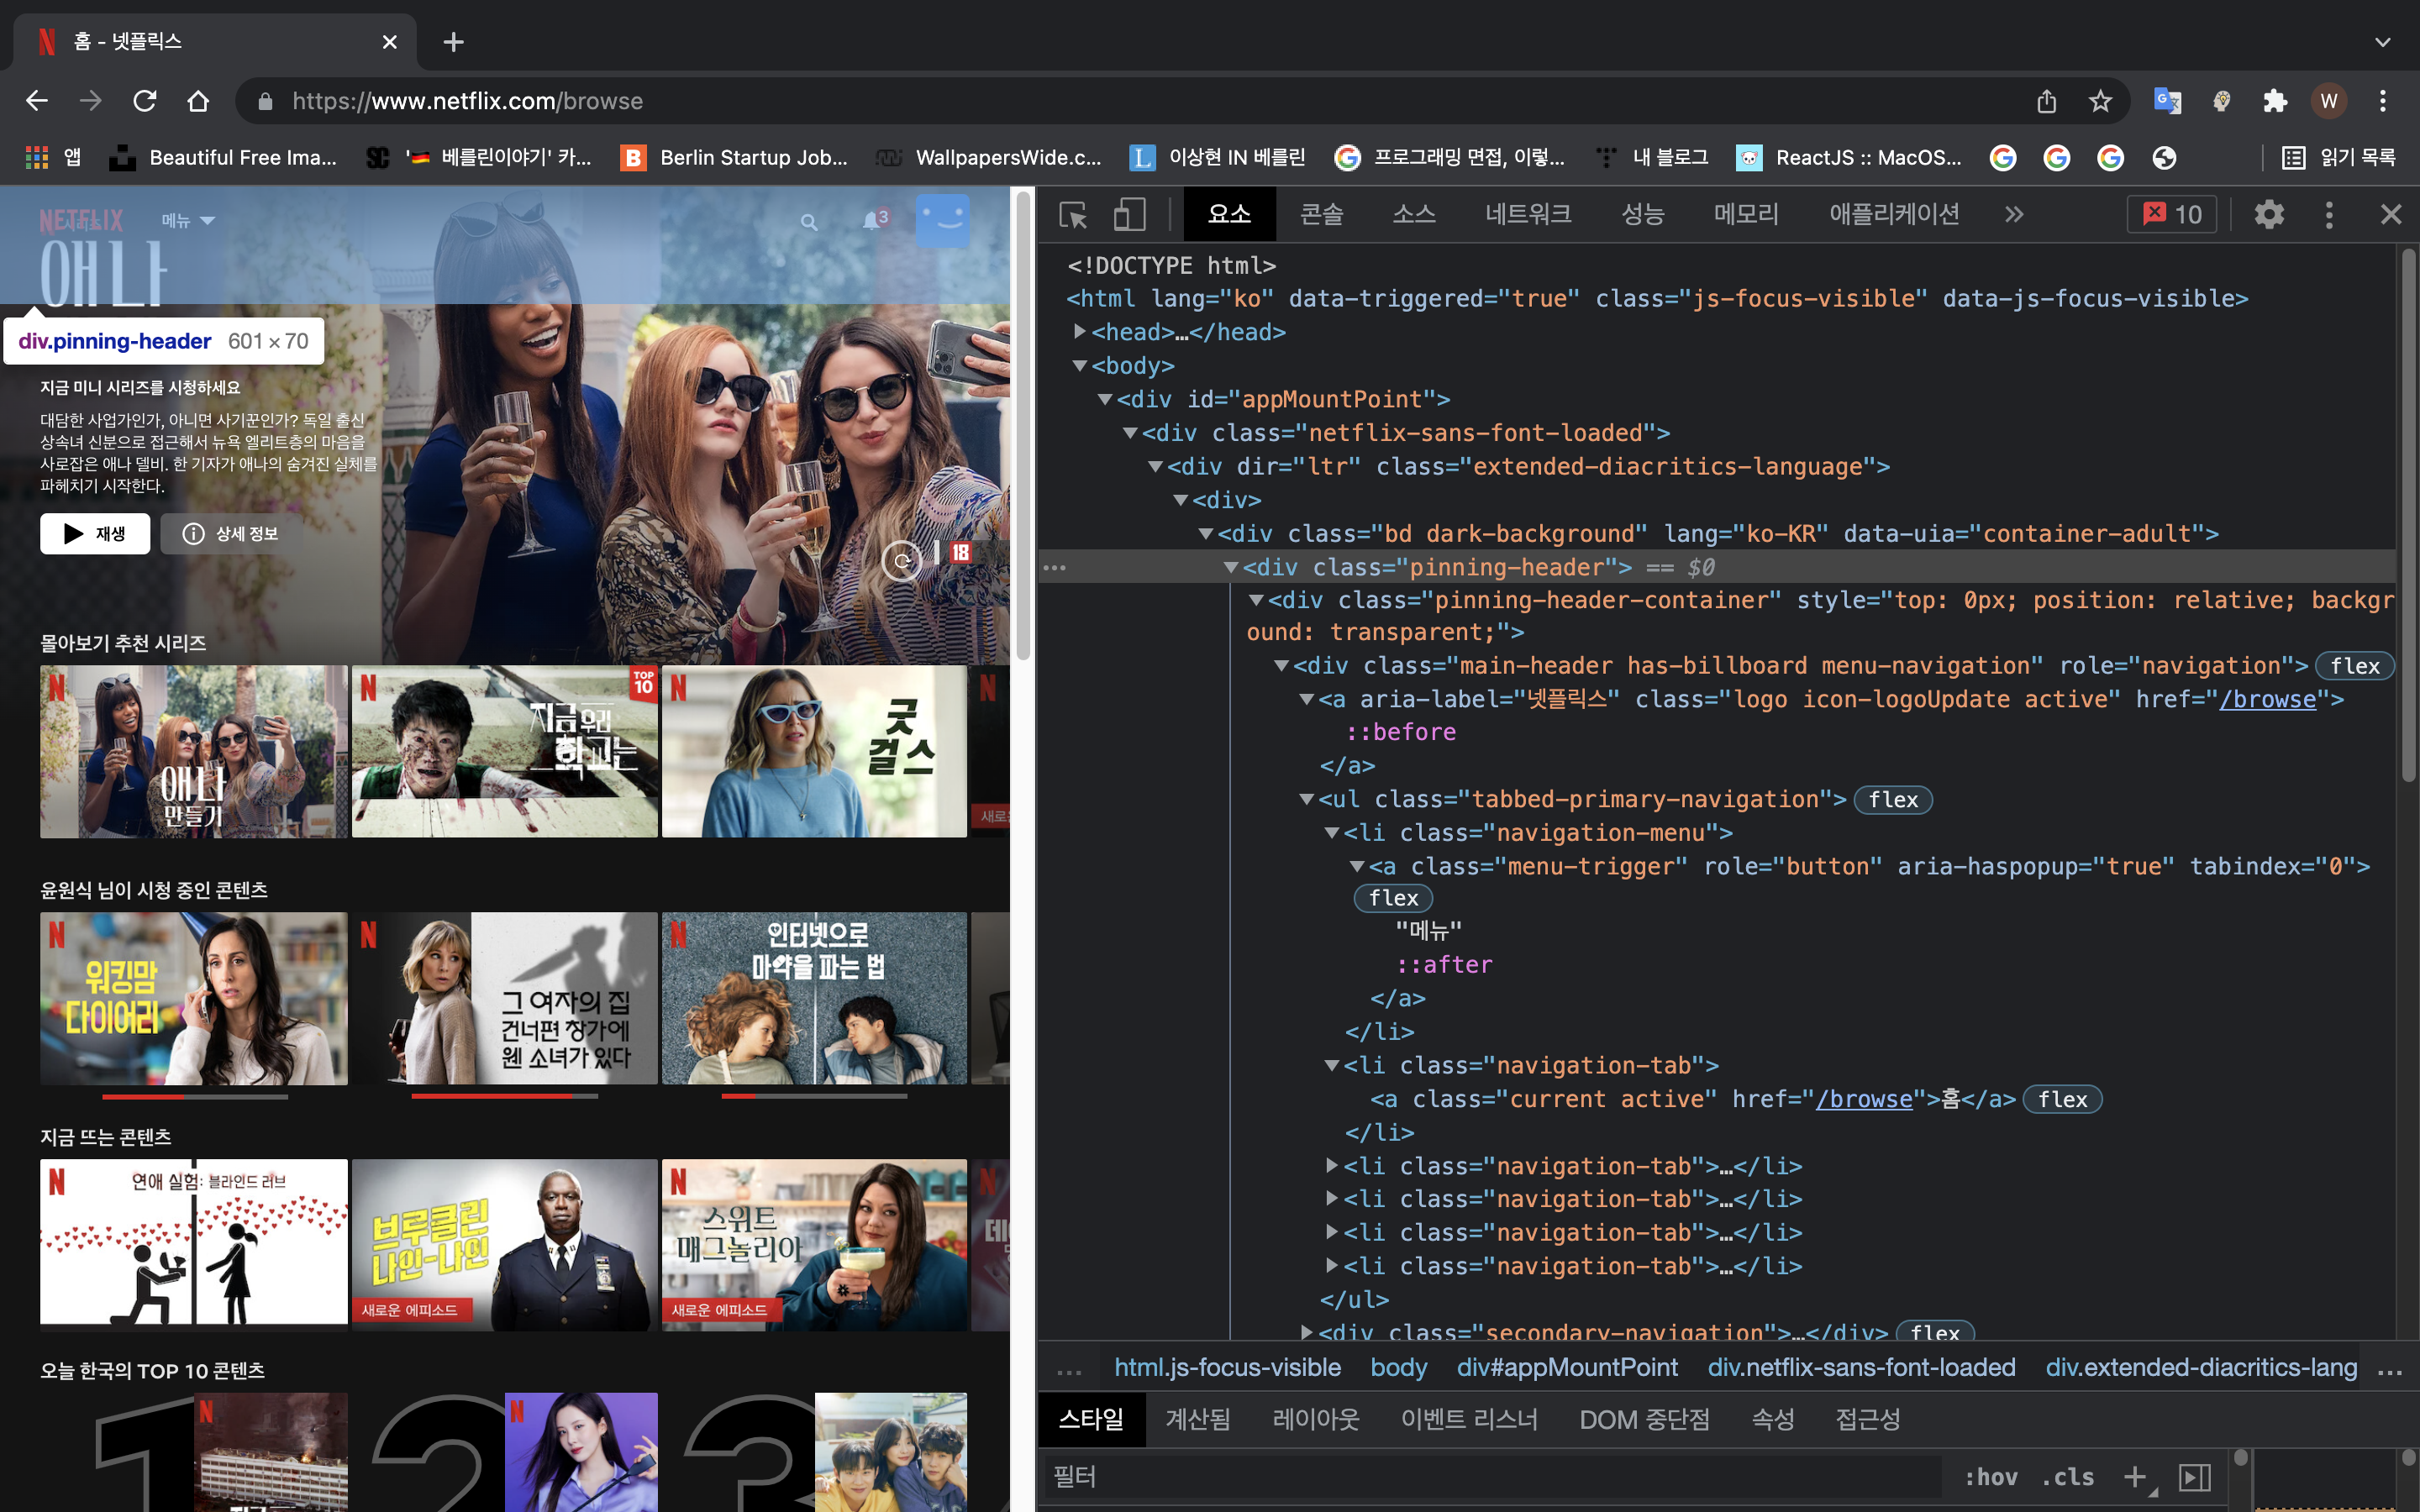 홈 - 넷플릭스
https://www.netflix.com/browse
W
앱
Beautiful Free Ima...
'🇩🇪 베를린이야기' 카...
Berlin Startup Job...
WallpapersWide.c...
이상현 IN 베를린
프로그래밍 면접, 이렇...
내 블로그
ReactJS :: MacOS...
읽기 목록
NETFLIX
메뉴
3
애나
div.pinning-header 601 × 70
지금 미니 시리즈를 시청하세요
대담한 사업가인가, 아니면 사기꾼인가? 독일 출신
상속녀 신분으로 접근해서 뉴욕 엘리트층의 마음을
사로잡은 애나 델비. 한 기자가 애나의 숨겨진 실체를
파헤치기 시작한다.
재생
상세 정보
18
몰아보기 추천 시리즈
애나
만들기
TOP
10
지금 우리
학교는
굿
걸스
새로
윤원식 님이 시청 중인 콘텐츠
워킹맘
다이어리
그 여자의 집
건너편 창가에
웬 소녀가 있다
인터넷으로
마약을 파는 법
지금 뜨는 콘텐츠
연애 실험: 블라인드 러브
브루클린
나인-나인
새로운 에피소드
스위트
매그놀리아
새로운 에피소드
데
오늘 한국의 TOP 10 콘텐츠
1
2
3
요소
콘솔
소스
네트워크
성능
메모리
애플리케이션
10
<!DOCTYPE html>
<html lang="ko" data-triggered="true" class="js-focus-visible" data-js-focus-visible>
<head>…</head>
<body>
<div id="appMountPoint">
<div class="netflix-sans-font-loaded">
<div dir="ltr" class="extended-diacritics-language">
<div>
<div class="bd dark-background" lang="ko-KR" data-uia="container-adult">
<div class="pinning-header"> == $0
<div class="pinning-header-container" style="top: 0px; position: relative; backgr
ound: transparent;">
<div class="main-header has-billboard menu-navigation" role="navigation"> flex
<a aria-label="넷플릭스" class="logo icon-logoUpdate active" href="/browse">
::before
</a>
<ul class="tabbed-primary-navigation"> flex
<li class="navigation-menu">
<a class="menu-trigger" role="button" aria-haspopup="true" tabindex="0">
flex
"메뉴"
::after
</a>
</li>
<li class="navigation-tab">
<a class="current active" href="/browse">홈</a> flex
</li>
<li class="navigation-tab">…</li>
<li class="navigation-tab">…</li>
<li class="navigation-tab">…</li>
<li class="navigation-tab">…</li>
</ul>
<div class="secondary-navigation">…</div> flex
... html.js-focus-visible body div#appMountPoint div.netflix-sans-font-loaded div.extended-diacritics-lang ...
스타일
계산됨
레이아웃
이벤트 리스너
DOM 중단점
속성
접근성
필터
:hov .cls